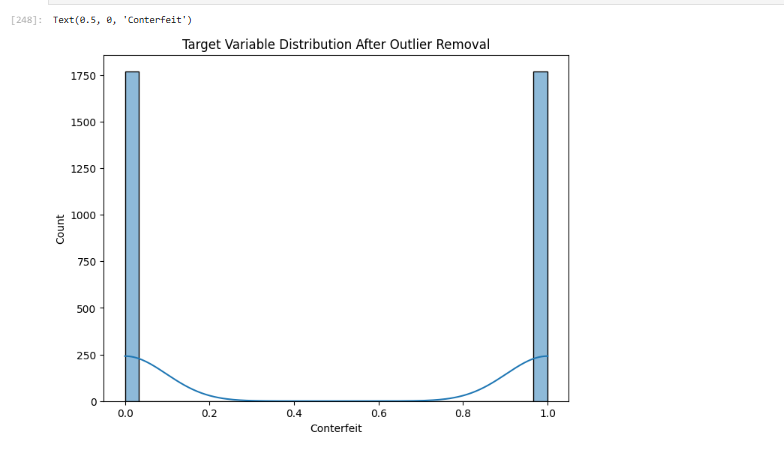 [248]: Text(0.5, 0, 'Conterfeit')
Target Variable Distribution After Outlier Removal
1750
1500
1250
1000
750
500
250
0
Count
0.0 0.2 0.4 0.6 0.8 1.0
Conterfeit